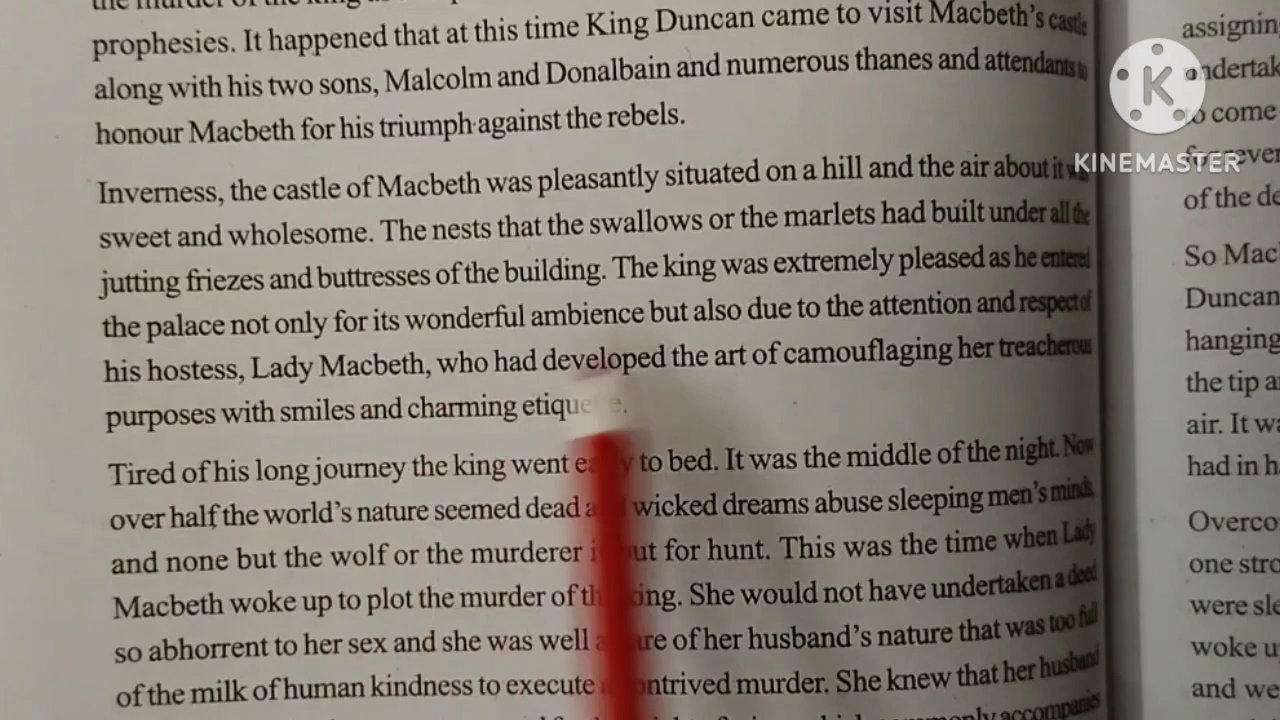 prophesies. It happened that at this time King Duncan came to visit Macbeth's castle
along with his two sons, Malcolm and Donalbain and numerous thanes and attendants to
honour Macbeth for his triumph against the rebels.
Inverness, the castle of Macbeth was pleasantly situated on a hill and the air about it
sweet and wholesome. The nests that the swallows or the marlets had built under all the
jutting friezes and buttresses of the building. The king was extremely pleased as he entered
the palace not only for its wonderful ambience but also due to the attention and respect of
his hostess, Lady Macbeth, who had developed the art of camouflaging her treacherous
purposes with smiles and charming
Tired of his long journey the king went to bed. It was the middle of the night. Now
over half the world's nature seemed dead wicked dreams abuse sleeping men's minds
and none but the wolf or the murderer for hunt. This was the time when Lady
Macbeth woke up to plot the murder of She would not have undertaken a deed
so abhorrent to her sex and she was well of her husband's nature that was too full
of the milk of human kindness to execute murder. She knew that her husband
accompanies
assigning
to come
of the
So
Duncan
hanging
the tip
air. It
had in
one
were
woke
and
K
KINEMASTER